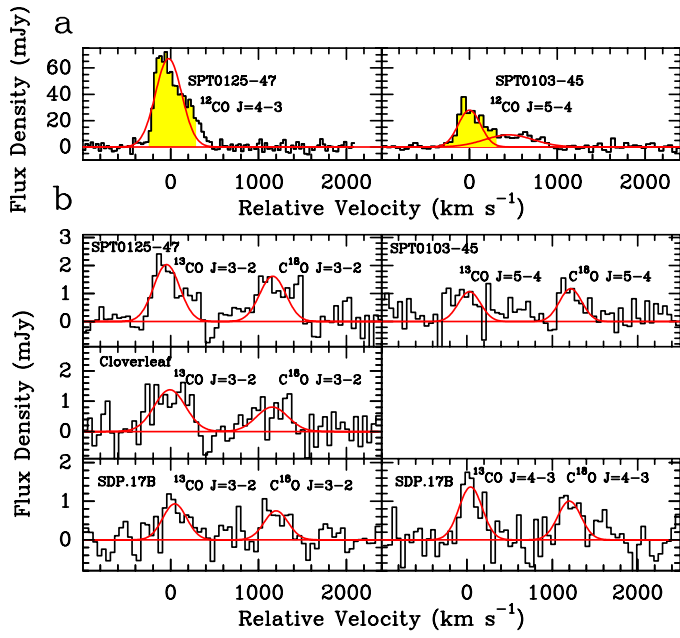 a
Flux Density (mJy)
60
40
20
0
SPT0125−47
¹²CO J=4−3
SPT0103−45
¹²CO J=5−4
0 1000 2000 0 1000 2000
Relative Velocity (km s⁻¹)
b
Flux Density (mJy)
3
2
1
0
SPT0125−47
¹³CO J=3−2 C¹⁸O J=3−2
SPT0103−45
¹³CO J=5−4 C¹⁸O J=5−4
2
1
0
Cloverleaf
¹³CO J=3−2 C¹⁸O J=3−2
2
1
0
SDP.17B ¹³CO J=3−2 C¹⁸O J=3−2
SDP.17B ¹³CO J=4−3 C¹⁸O J=4−3
0 1000 2000 0 1000 2000
Relative Velocity (km s⁻¹)